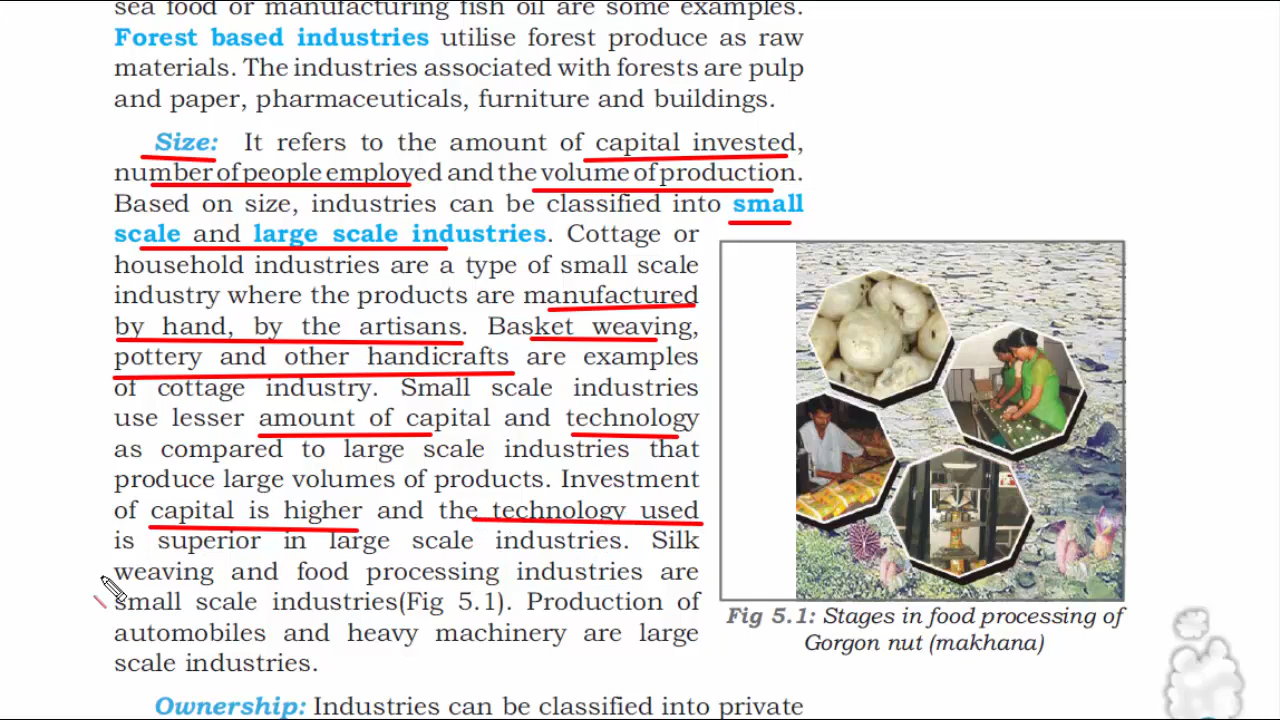 sea food or manufacturing fish oil are some examples.
Forest based industries utilise forest produce as raw
materials. The industries associated with forests are pulp
and paper, pharmaceuticals, furniture and buildings.
Size: It refers to the amount of capital invested,
number of people employed and the volume of production.
Based on size, industries can be classified into small
scale and large scale industries. Cottage or
household industries are a type of small scale
industry where the products are manufactured
by hand, by the artisans. Basket weaving,
pottery and other handicrafts are examples
of cottage industry. Small scale industries
use lesser amount of capital and technology
as compared to large scale industries that
produce large volumes of products. Investment
of capital is higher and the technology used
is superior in large scale industries. Silk
weaving and food processing industries are
small scale industries(Fig 5.1). Production of
automobiles and heavy machinery are large
scale industries.
Fig 5.1: Stages in food processing of
Gorgon nut (makhana)
Ownership: Industries can be classified into private